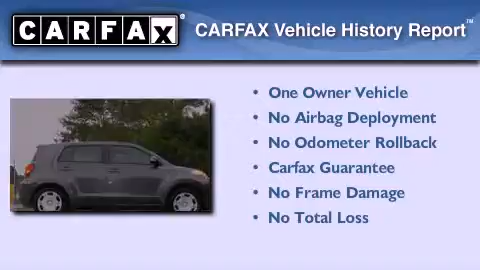 CARFAX® CARFAX Vehicle History Report™
• One Owner Vehicle
• No Airbag Deployment
• No Odometer Rollback
• Carfax Guarantee
• No Frame Damage
• No Total Loss